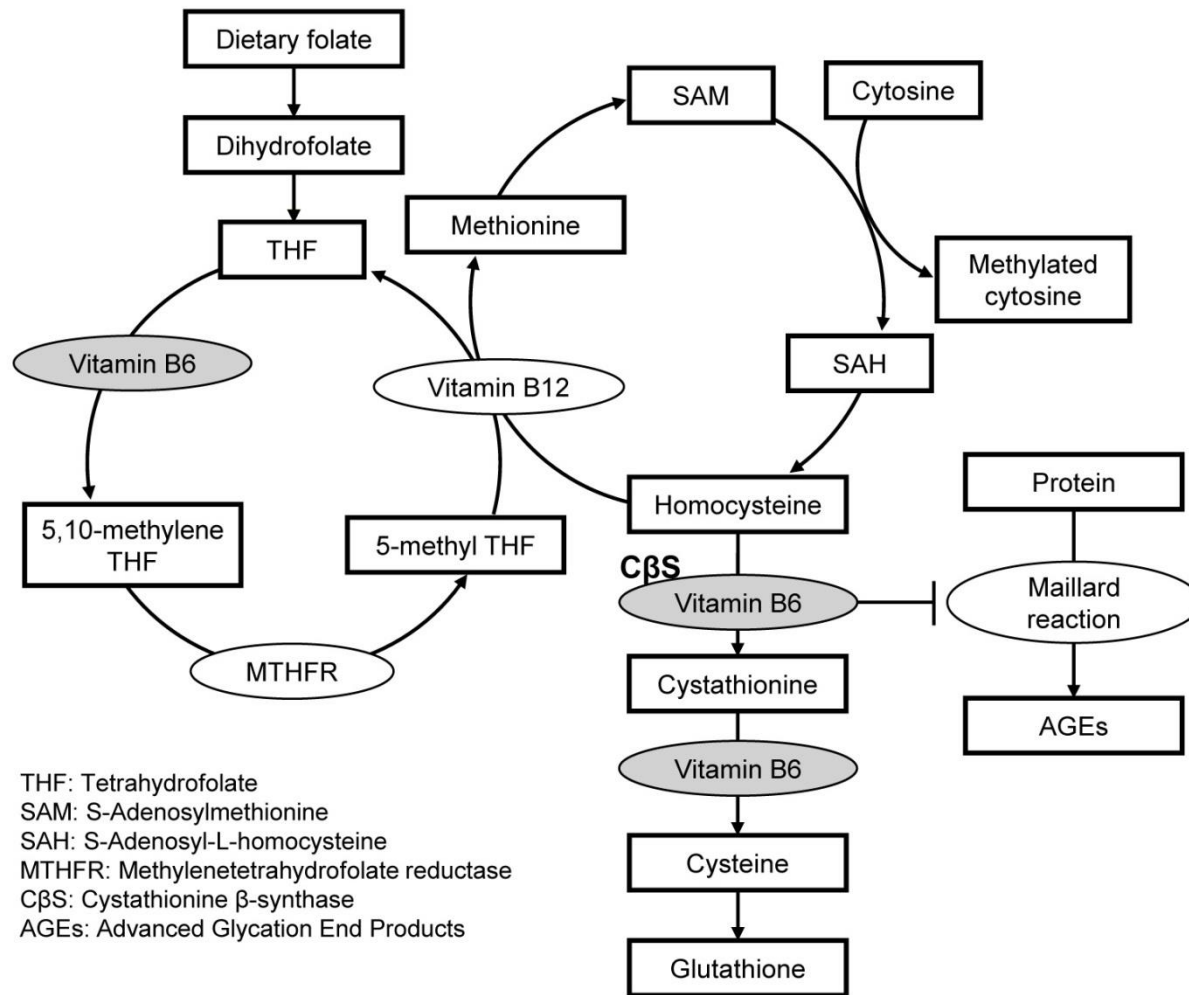 Dietary folate
Dihydrofolate
THF
Vitamin B6
5,10-methylene
THF
MTHFR
5-methyl THF
Vitamin B12
Methionine
SAM
Cytosine
Methylated
cytosine
SAH
Homocysteine
CβS
Vitamin B6
Cystathionine
Vitamin B6
Cysteine
Glutathione
Protein
Maillard
reaction
AGEs
THF: Tetrahydrofolate
SAM: S-Adenosylmethionine
SAH: S-Adenosyl-L-homocysteine
MTHFR: Methylenetetrahydrofolate reductase
CβS: Cystathionine β-synthase
AGEs: Advanced Glycation End Products